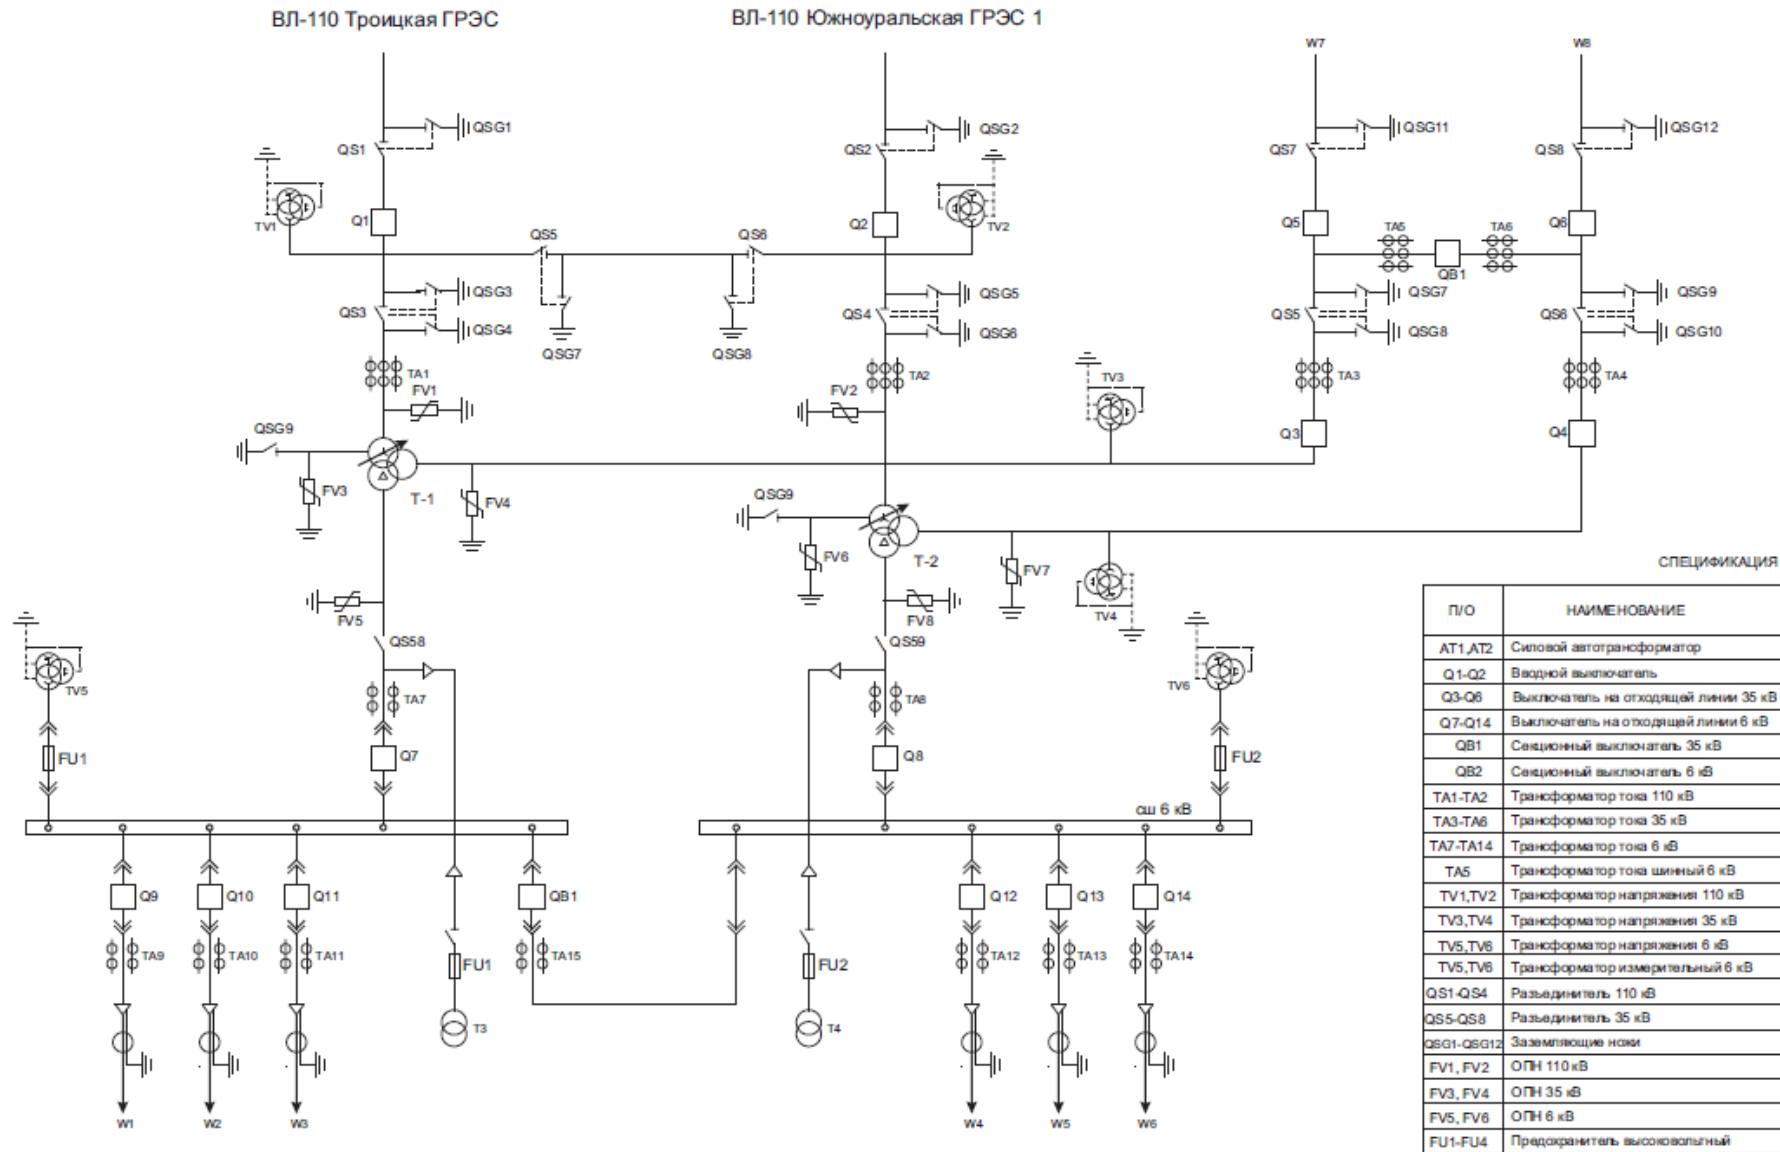 ВЛ-110 Троицкая ГРЭС
ВЛ-110 Южноуральская ГРЭС 1
W7
W8
QSG1
QSG2
QSG11
QSG12
QS1
QS2
QS7
QS8
TV1
Q1
Q2
TV2
Q5
Q6
QS5
QS6
TA5
TA6
QB1
QSG3
QSG5
QSG7
QSG9
QS3
QS4
QS5
QS6
QSG4
QSG6
QSG8
QSG10
QSG7
QSG8
TA1
TA2
TV3
TA3
TA4
FV1
FV2
QSG9
Q3
Q4
FV3
T-1
FV4
QSG9
FV6
T-2
FV7
TV4
FV5
FV8
QS58
QS59
TV5
TA7
TA8
TV6
FU1
Q7
Q8
FU2
сш 6 кВ
Q9
Q10
Q11
QB1
Q12
Q13
Q14
TA9
TA10
TA11
FU1
TA15
FU2
TA12
TA13
TA14
T3
T4
W1
W2
W3
W4
W5
W6
СПЕЦИФИКАЦИЯ
П/О НАИМЕНОВАНИЕ
AT1,AT2 Силовой автотрансформатор
Q1-Q2 Вводной выключатель
Q3-Q6 Выключатель на отходящей линии 35 кВ
Q7-Q14 Выключатель на отходящей линии 6 кВ
QB1 Секционный выключатель 35 кВ
QB2 Секционный выключатель 6 кВ
TA1-TA2 Трансформатор тока 110 кВ
TA3-TA6 Трансформатор тока 35 кВ
TA7-TA14 Трансформатор тока 6 кВ
TA5 Трансформатор тока шинный 6 кВ
TV1,TV2 Трансформатор напряжения 110 кВ
TV3,TV4 Трансформатор напряжения 35 кВ
TV5,TV6 Трансформатор напряжения 6 кВ
TV5,TV6 Трансформатор измерительный 6 кВ
QS1-QS4 Разъединитель 110 кВ
QS5-QS8 Разъединитель 35 кВ
QSG1-QSG12 Заземляющие ножи
FV1, FV2 ОПН 110 кВ
FV3, FV4 ОПН 35 кВ
FV5, FV6 ОПН 6 кВ
FU1-FU4 Предохранитель высоковольтный